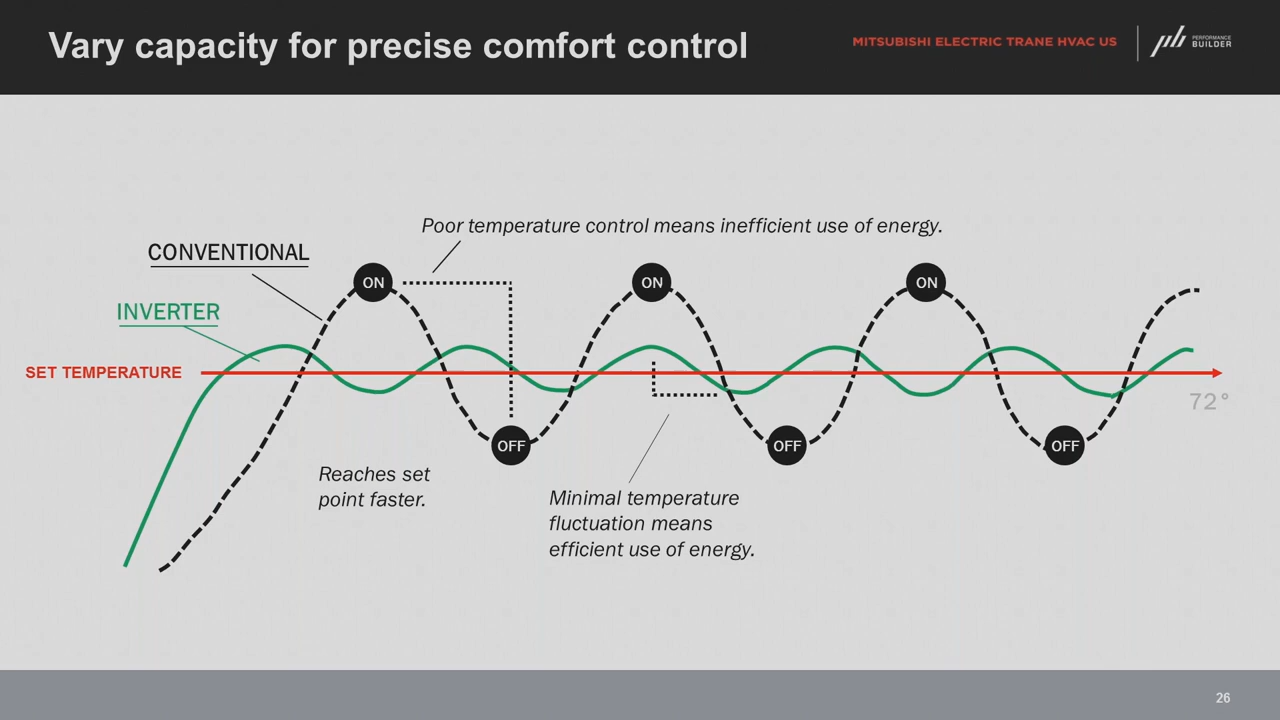 Vary capacity for precise comfort control
MITSUBISHI ELECTRIC TRANE HVAC US
PERFORMANCE
BUILDER
Poor temperature control means inefficient use of energy.
CONVENTIONAL
ON
ON
ON
INVERTER
SET TEMPERATURE
72°
OFF
OFF
OFF
Reaches set
point faster.
Minimal temperature
fluctuation means
efficient use of energy.
26